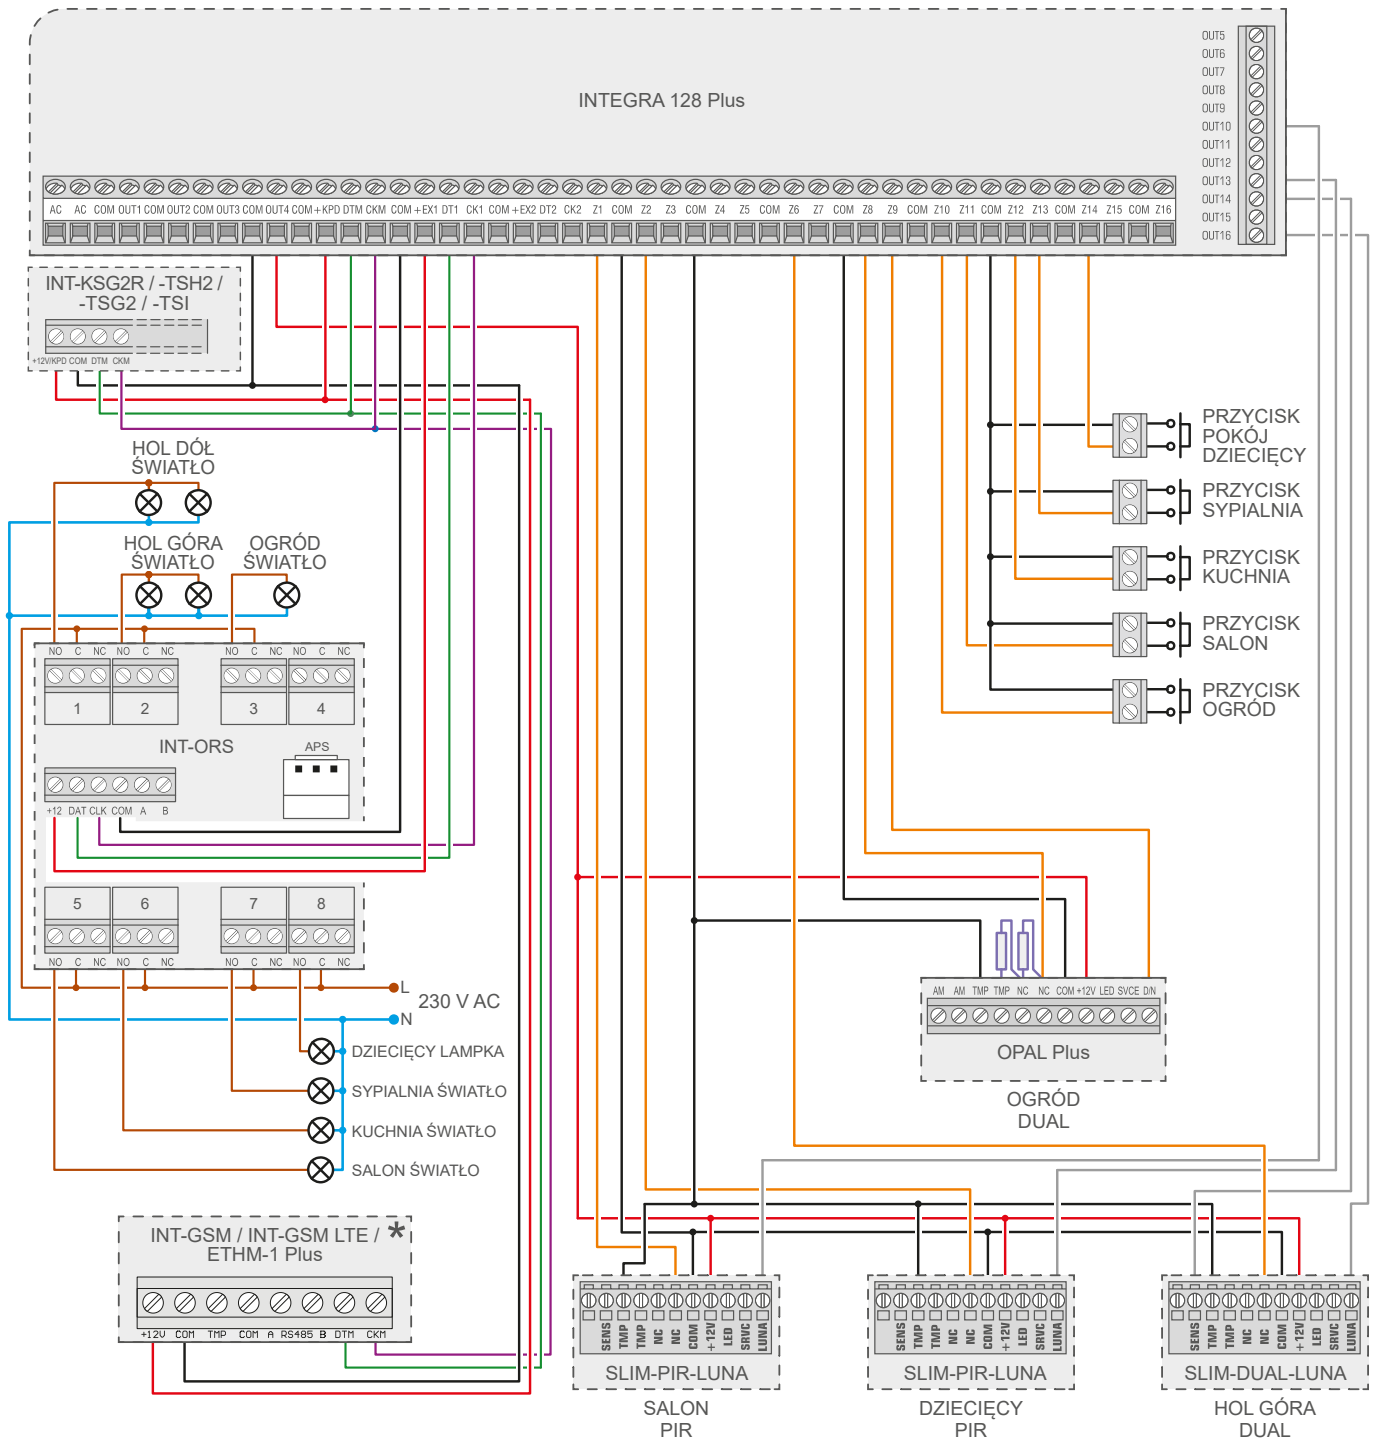 INTEGRA 128 Plus
OUT5
OUT6
OUT7
OUT8
OUT9
OUT10
OUT11
OUT12
OUT13
OUT14
OUT15
OUT16
AC AC COM OUT1 COM OUT2 COM OUT3 COM OUT4 COM +KPD DTM CKM COM +EX1 DT1 CK1 COM +EX2 DT2 CK2 Z1 COM Z2 Z3 COM Z4 Z5 COM Z6 Z7 COM Z8 Z9 COM Z10 Z11 COM Z12 Z13 COM Z14 Z15 COM Z16
INT-KSG2R / -TSH2 /
-TSG2 / -TSI
+12V/KPD COM DTM CKM
HOL DÓŁ
ŚWIATŁO
HOL GÓRA
ŚWIATŁO
OGRÓD
ŚWIATŁO
NO C NC NO C NC NO C NC NO C NC
1 2 3 4
INT-ORS
APS
+12 DAT CLK COM A B
5 6 7 8
NO C NC NO C NC NO C NC NO C NC
L
230 V AC
N
DZIECIĘCY LAMPKA
SYPIALNIA ŚWIATŁO
KUCHNIA ŚWIATŁO
SALON ŚWIATŁO
INT-GSM / INT-GSM LTE / *
ETHM-1 Plus
+12V COM TMP COM A RS485 B DTM CKM
PRZYCISK
POKÓJ
DZIECIĘCY
PRZYCISK
SYPIALNIA
PRZYCISK
KUCHNIA
PRZYCISK
SALON
PRZYCISK
OGRÓD
AM AM TMP TMP NC NC COM +12V LED SVCE D/N
OPAL Plus
OGRÓD
DUAL
SENS TMP TMP NC NC COM +12V LED SRVC LUNA
SLIM-PIR-LUNA
SALON
PIR
SENS TMP TMP NC NC COM +12V LED SRVC LUNA
SLIM-PIR-LUNA
DZIECIĘCY
PIR
SENS TMP TMP NC NC COM +12V LED SRVC LUNA
SLIM-DUAL-LUNA
HOL GÓRA
DUAL